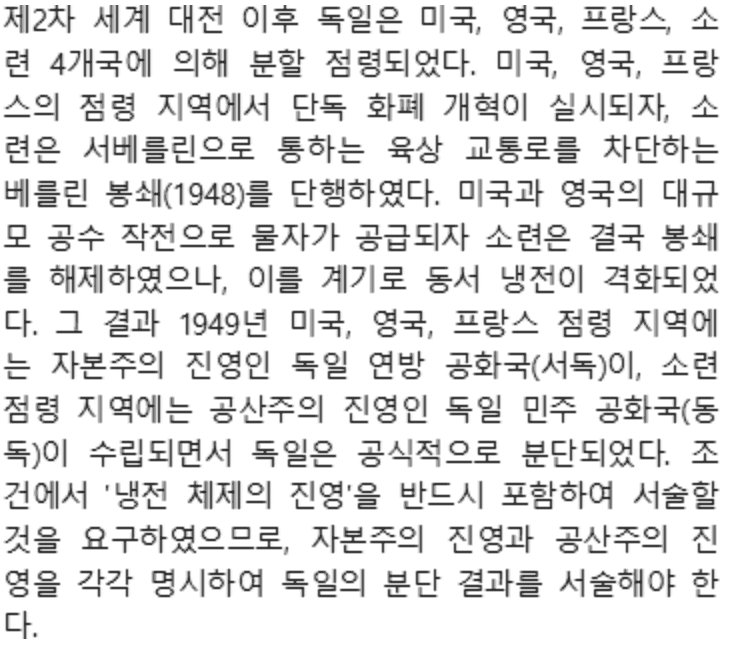 제2차 세계 대전 이후 독일은 미국, 영국, 프랑스, 소
련 4개국에 의해 분할 점령되었다. 미국, 영국, 프랑
스의 점령 지역에서 단독 화폐 개혁이 실시되자, 소
련은 서베를린으로 통하는 육상 교통로를 차단하는
베를린 봉쇄(1948)를 단행하였다. 미국과 영국의 대규
모 공수 작전으로 물자가 공급되자 소련은 결국 봉쇄
를 해제하였으나, 이를 계기로 동서 냉전이 격화되었
다. 그 결과 1949년 미국, 영국, 프랑스 점령 지역에
는 자본주의 진영인 독일 연방 공화국(서독)이, 소련
점령 지역에는 공산주의 진영인 독일 민주 공화국(동
독)이 수립되면서 독일은 공식적으로 분단되었다. 조
건에서 '냉전 체제의 진영'을 반드시 포함하여 서술할
것을 요구하였으므로, 자본주의 진영과 공산주의 진
영을 각각 명시하여 독일의 분단 결과를 서술해야 한
다.